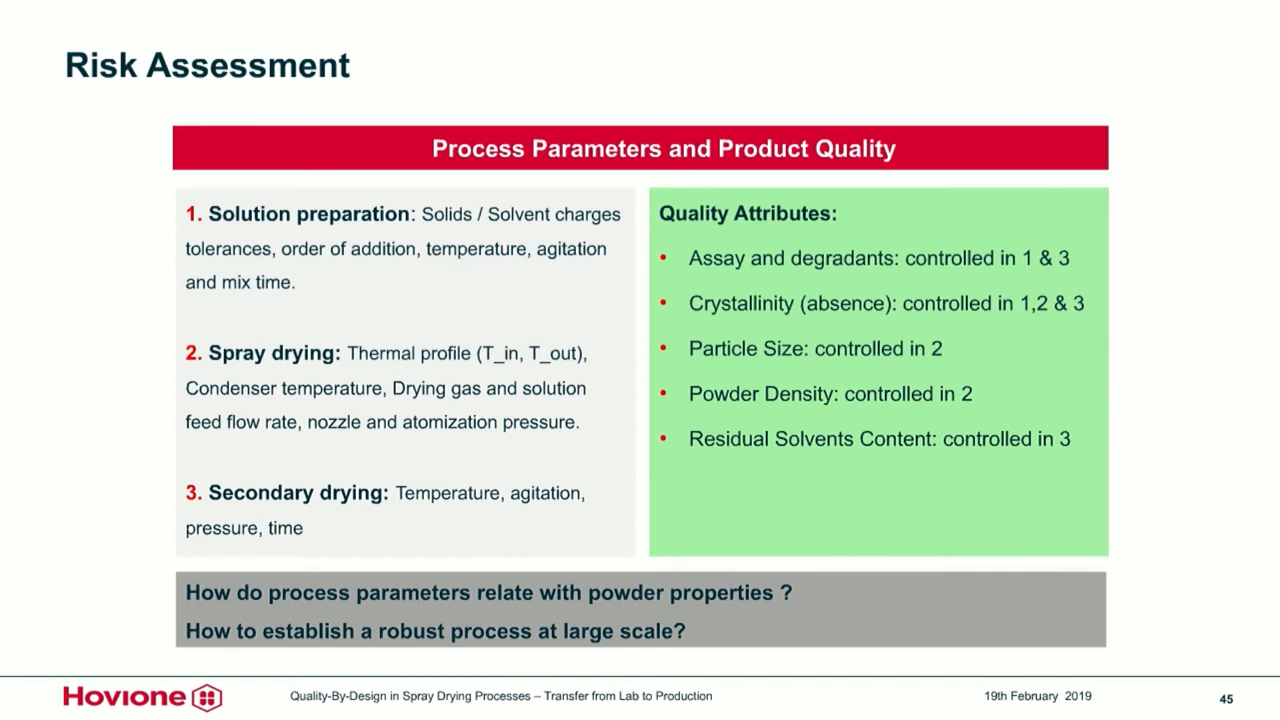 Risk Assessment
Process Parameters and Product Quality
1. Solution preparation: Solids / Solvent charges
tolerances, order of addition, temperature, agitation
and mix time.
2. Spray drying: Thermal profile (T_in, T_out),
Condenser temperature, Drying gas and solution
feed flow rate, nozzle and atomization pressure.
3. Secondary drying: Temperature, agitation,
pressure, time
Quality Attributes:
• Assay and degradants: controlled in 1 & 3
• Crystallinity (absence): controlled in 1,2 & 3
• Particle Size: controlled in 2
• Powder Density: controlled in 2
• Residual Solvents Content: controlled in 3
How do process parameters relate with powder properties ?
How to establish a robust process at large scale?
Hovione
Quality-By-Design in Spray Drying Processes – Transfer from Lab to Production
19th February 2019
45